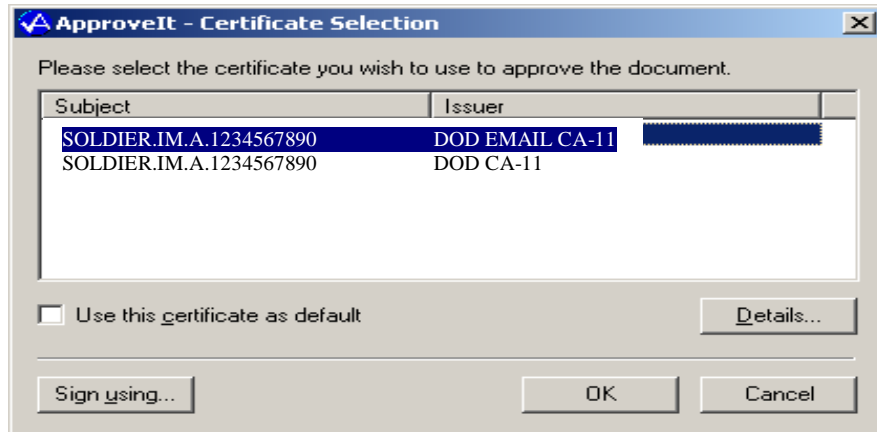 ApproveIt - Certificate Selection
Please select the certificate you wish to use to approve the document.
Subject Issuer
SOLDIER.IM.A.1234567890 DOD EMAIL CA-11
SOLDIER.IM.A.1234567890 DOD CA-11
Use this certificate as default Details...
Sign using... OK Cancel